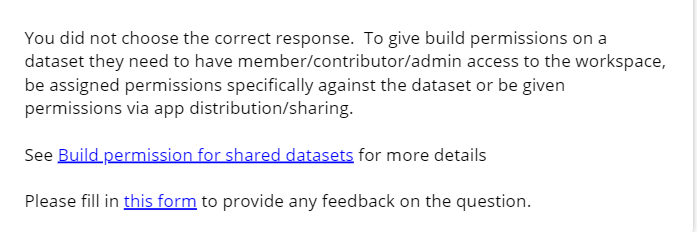 You did not choose the correct response.  To give build permissions on a
dataset they need to have member/contributor/admin access to the workspace,
be assigned permissions specifically against the dataset or be given
permissions via app distribution/sharing.
See Build permission for shared datasets for more details
Please fill in this form to provide any feedback on the question.